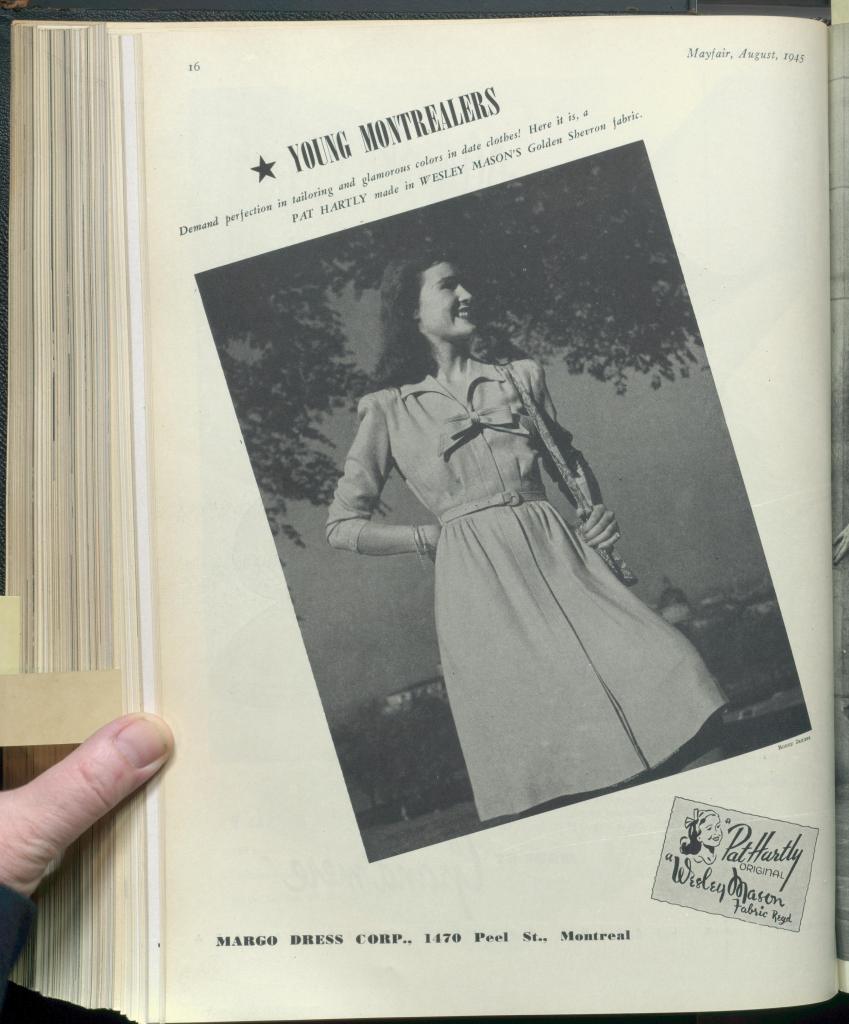 16
Mayfair, August, 1945
★ YOUNG MONTREALERS
Demand perfection in tailoring and glamorous colors in date clothes! Here it is, a
PAT HARTLY made in WESLEY MASON'S Golden Shevron fabric.
a Pat Hartly
ORIGINAL
a Wesley Mason
Fabric Regd
MARGO DRESS CORP., 1470 Peel St., Montreal